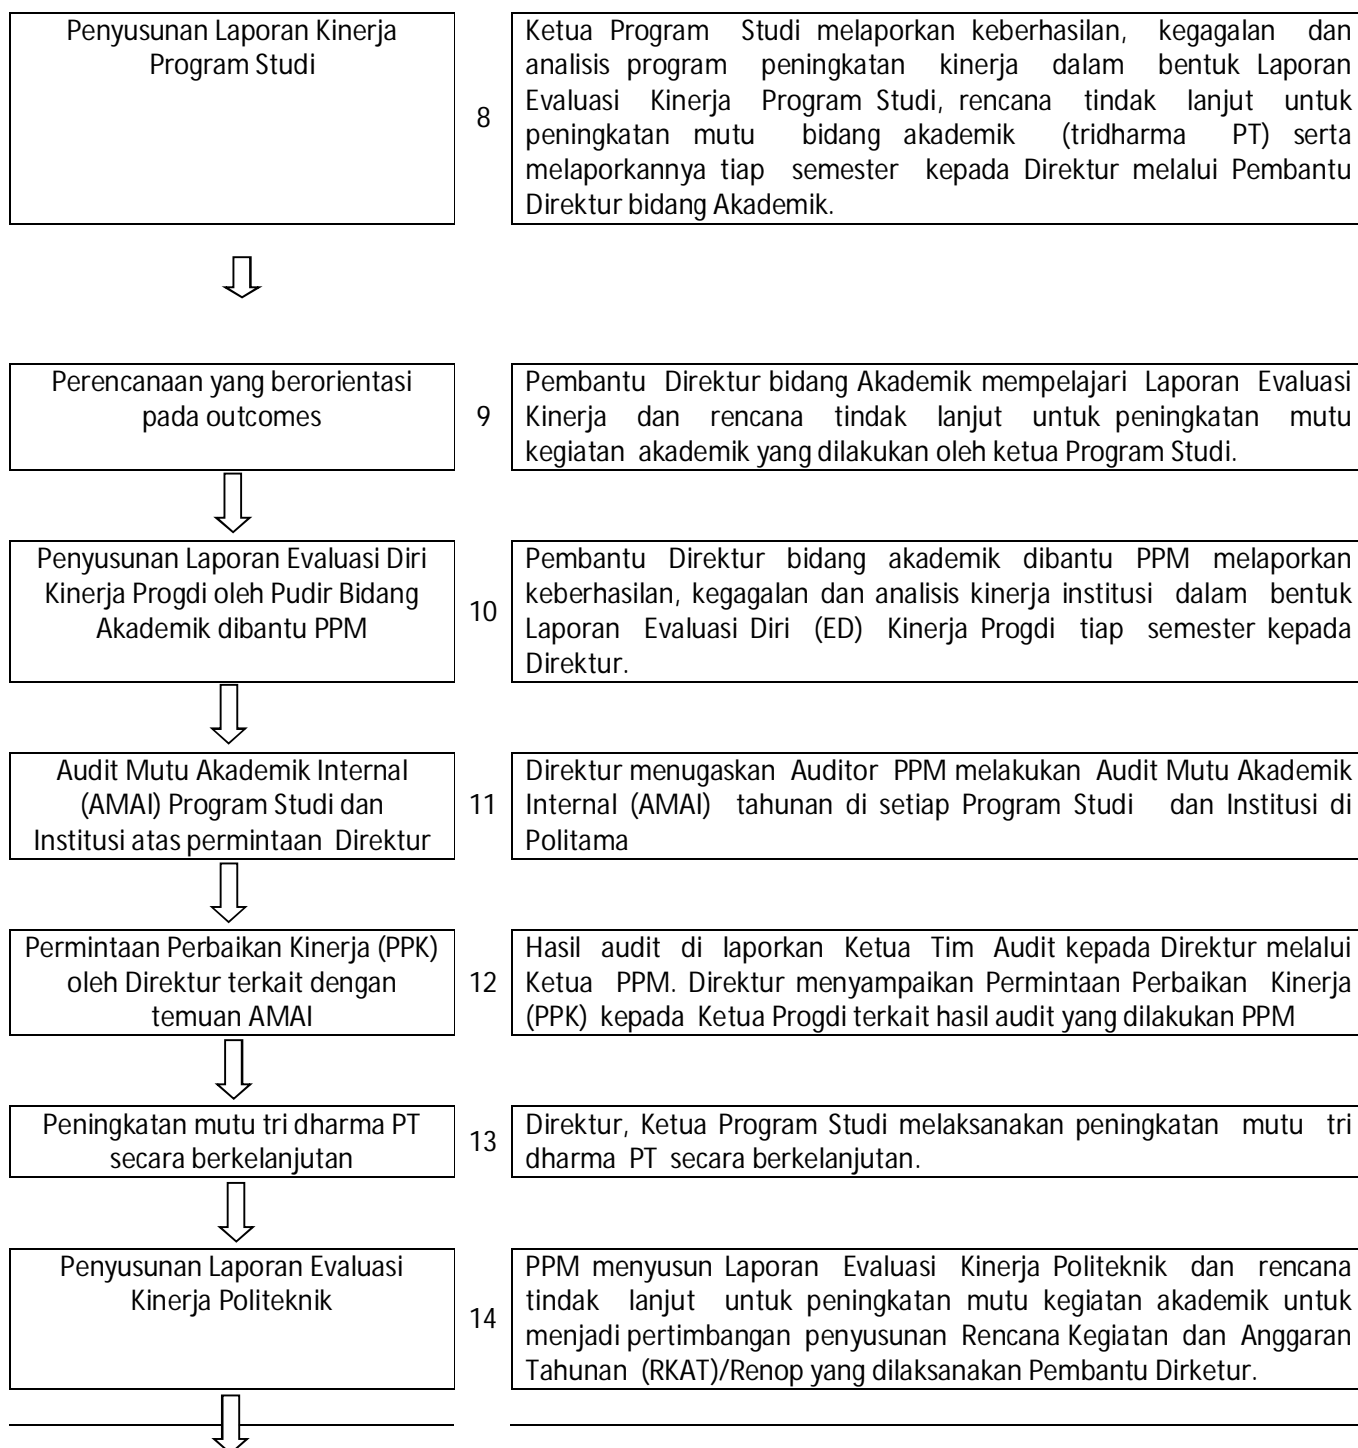 Penyusunan Laporan Kinerja
Program Studi
8
Ketua Program Studi melaporkan keberhasilan, kegagalan dan
analisis program peningkatan kinerja dalam bentuk Laporan
Evaluasi Kinerja Program Studi, rencana tindak lanjut untuk
peningkatan mutu bidang akademik (tridharma PT) serta
melaporkannya tiap semester kepada Direktur melalui Pembantu
Direktur bidang Akademik.
Perencanaan yang berorientasi
pada outcomes
9
Pembantu Direktur bidang Akademik mempelajari Laporan Evaluasi
Kinerja dan rencana tindak lanjut untuk peningkatan mutu
kegiatan akademik yang dilakukan oleh ketua Program Studi.
Penyusunan Laporan Evaluasi Diri
Kinerja Progdi oleh Pudir Bidang
Akademik dibantu PPM
10
Pembantu Direktur bidang akademik dibantu PPM melaporkan
keberhasilan, kegagalan dan analisis kinerja institusi dalam bentuk
Laporan Evaluasi Diri (ED) Kinerja Progdi tiap semester kepada
Direktur.
Audit Mutu Akademik Internal
(AMAI) Program Studi dan
Institusi atas permintaan Direktur
11
Direktur menugaskan Auditor PPM melakukan Audit Mutu Akademik
Internal (AMAI) tahunan di setiap Program Studi dan Institusi di
Politama
Permintaan Perbaikan Kinerja (PPK)
oleh Direktur terkait dengan
temuan AMAI
12
Hasil audit di laporkan Ketua Tim Audit kepada Direktur melalui
Ketua PPM. Direktur menyampaikan Permintaan Perbaikan Kinerja
(PPK) kepada Ketua Progdi terkait hasil audit yang dilakukan PPM
Peningkatan mutu tri dharma PT
secara berkelanjutan
13
Direktur, Ketua Program Studi melaksanakan peningkatan mutu tri
dharma PT secara berkelanjutan.
Penyusunan Laporan Evaluasi
Kinerja Politeknik
14
PPM menyusun Laporan Evaluasi Kinerja Politeknik dan rencana
tindak lanjut untuk peningkatan mutu kegiatan akademik untuk
menjadi pertimbangan penyusunan Rencana Kegiatan dan Anggaran
Tahunan (RKAT)/Renop yang dilaksanakan Pembantu Dirketur.